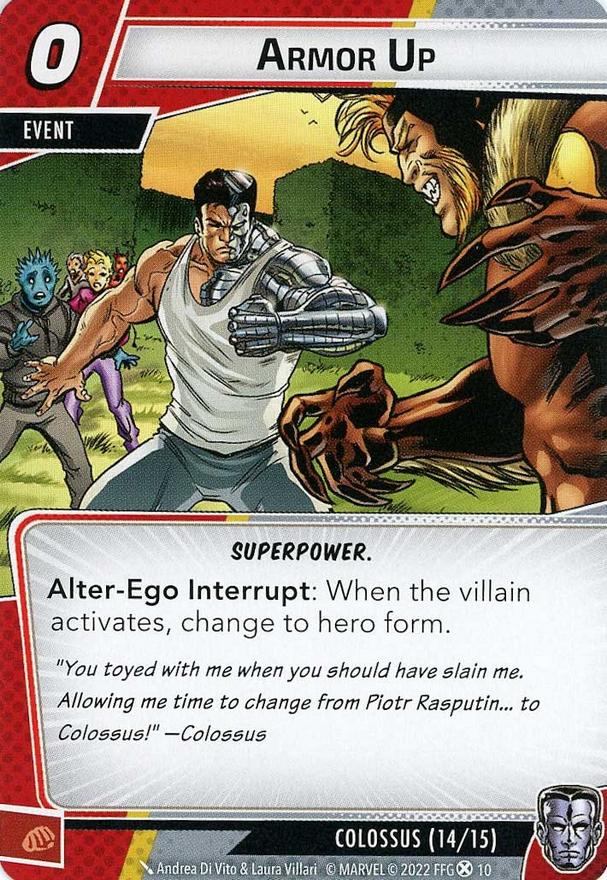 0
ARMOR UP
EVENT
SUPERPOWER.
Alter-Ego Interrupt: When the villain
activates, change to hero form.
"You toyed with me when you should have slain me.
Allowing me time to change from Piotr Rasputin... to
Colossus!" —Colossus
COLOSSUS (14/15)
Andrea Di Vito & Laura Villari © MARVEL © 2022 FFG 10